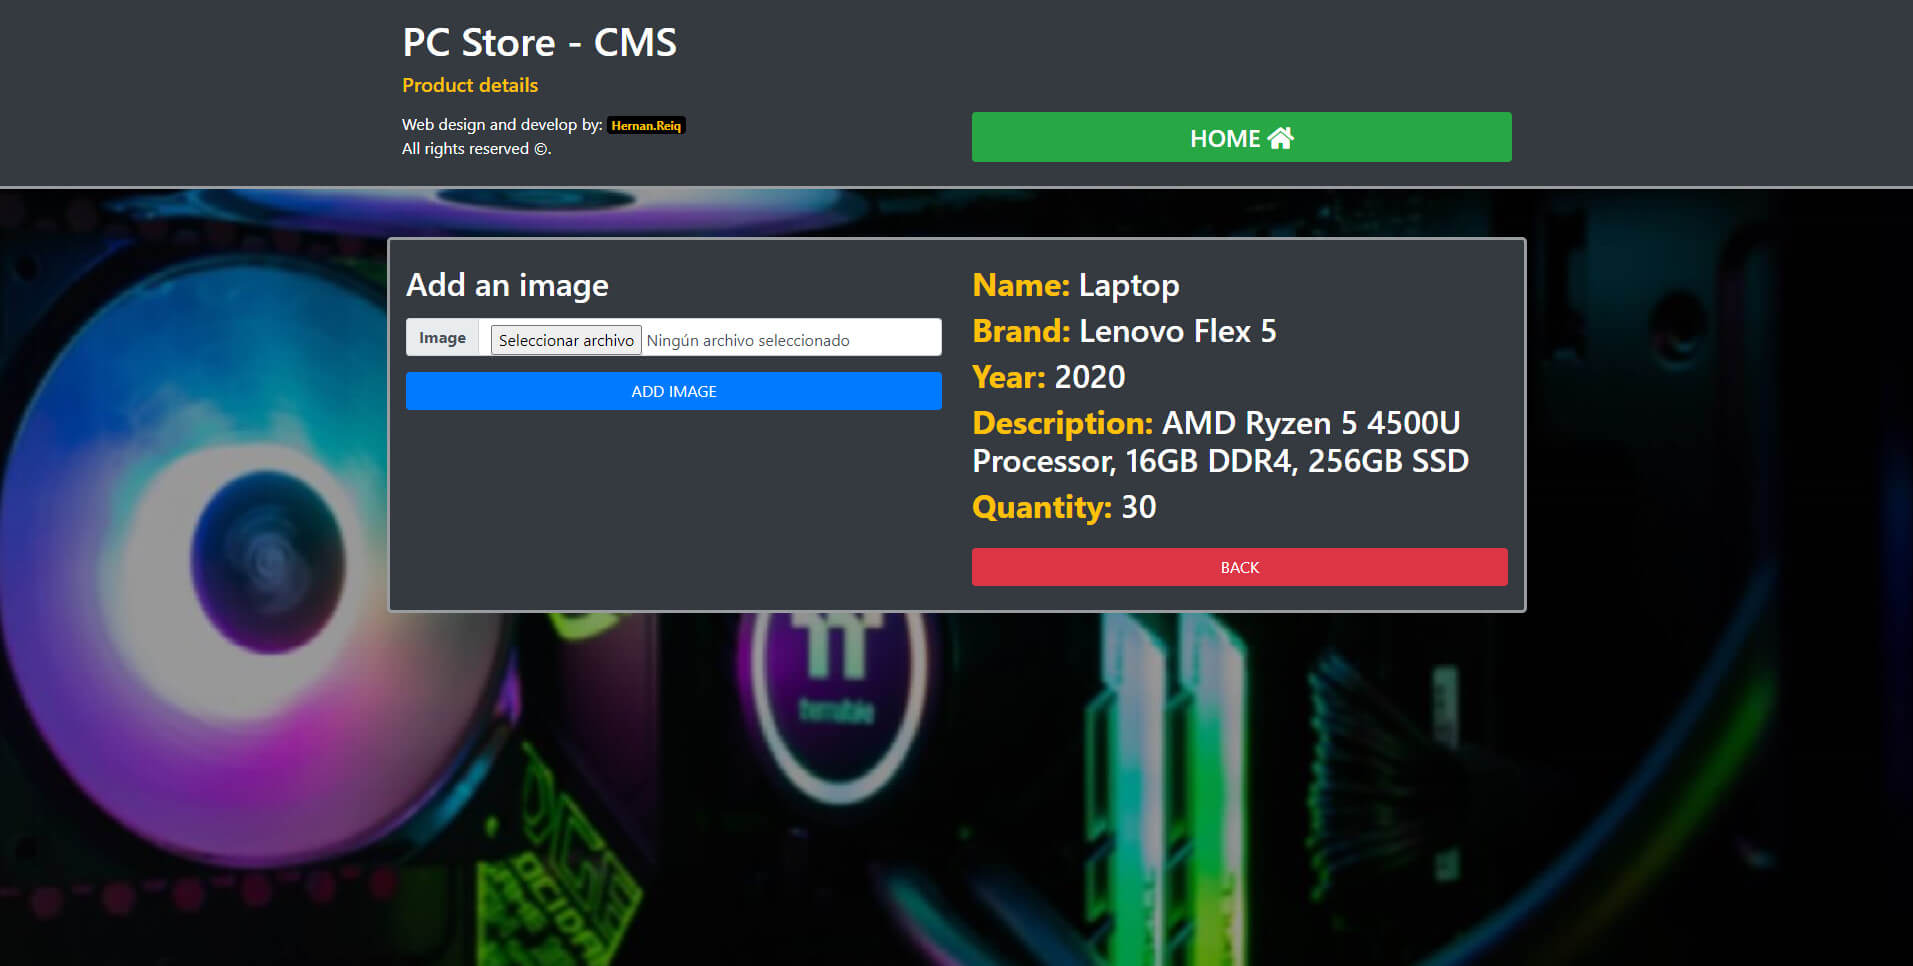 PC Store - CMS
Product details
Web design and develop by: Hernan.Reiq
All rights reserved ©.
HOME
Add an image
Image Seleccionar archivo Ningún archivo seleccionado
ADD IMAGE
Name: Laptop
Brand: Lenovo Flex 5
Year: 2020
Description: AMD Ryzen 5 4500U
Processor, 16GB DDR4, 256GB SSD
Quantity: 30
BACK